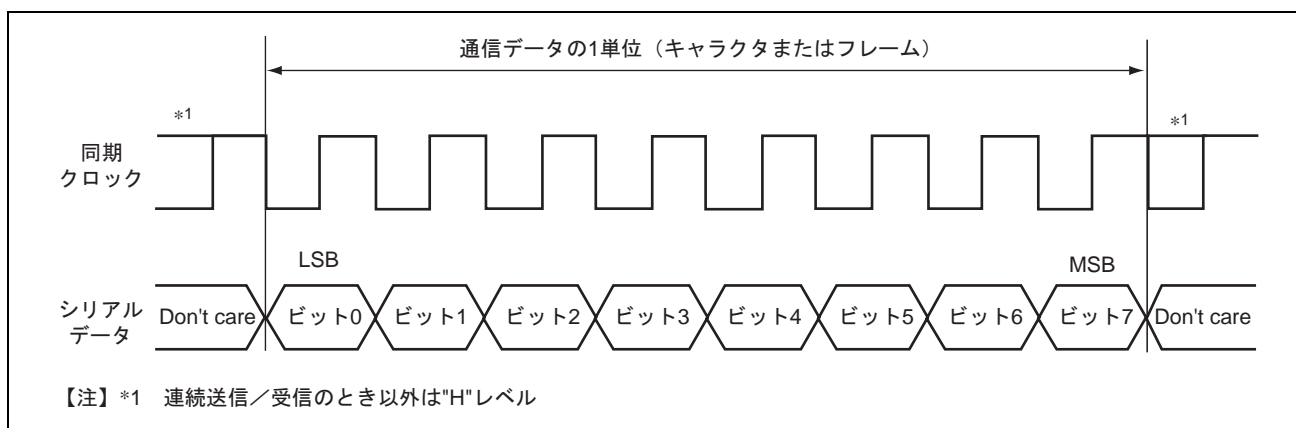 通信データの1単位（キャラクタまたはフレーム）
*1
*1
同期
クロック
LSB
MSB
シリアル
データ
Don't care
ビット0
ビット1
ビット2
ビット3
ビット4
ビット5
ビット6
ビット7
Don't care
【注】*1　連続送信／受信のとき以外は"H"レベル